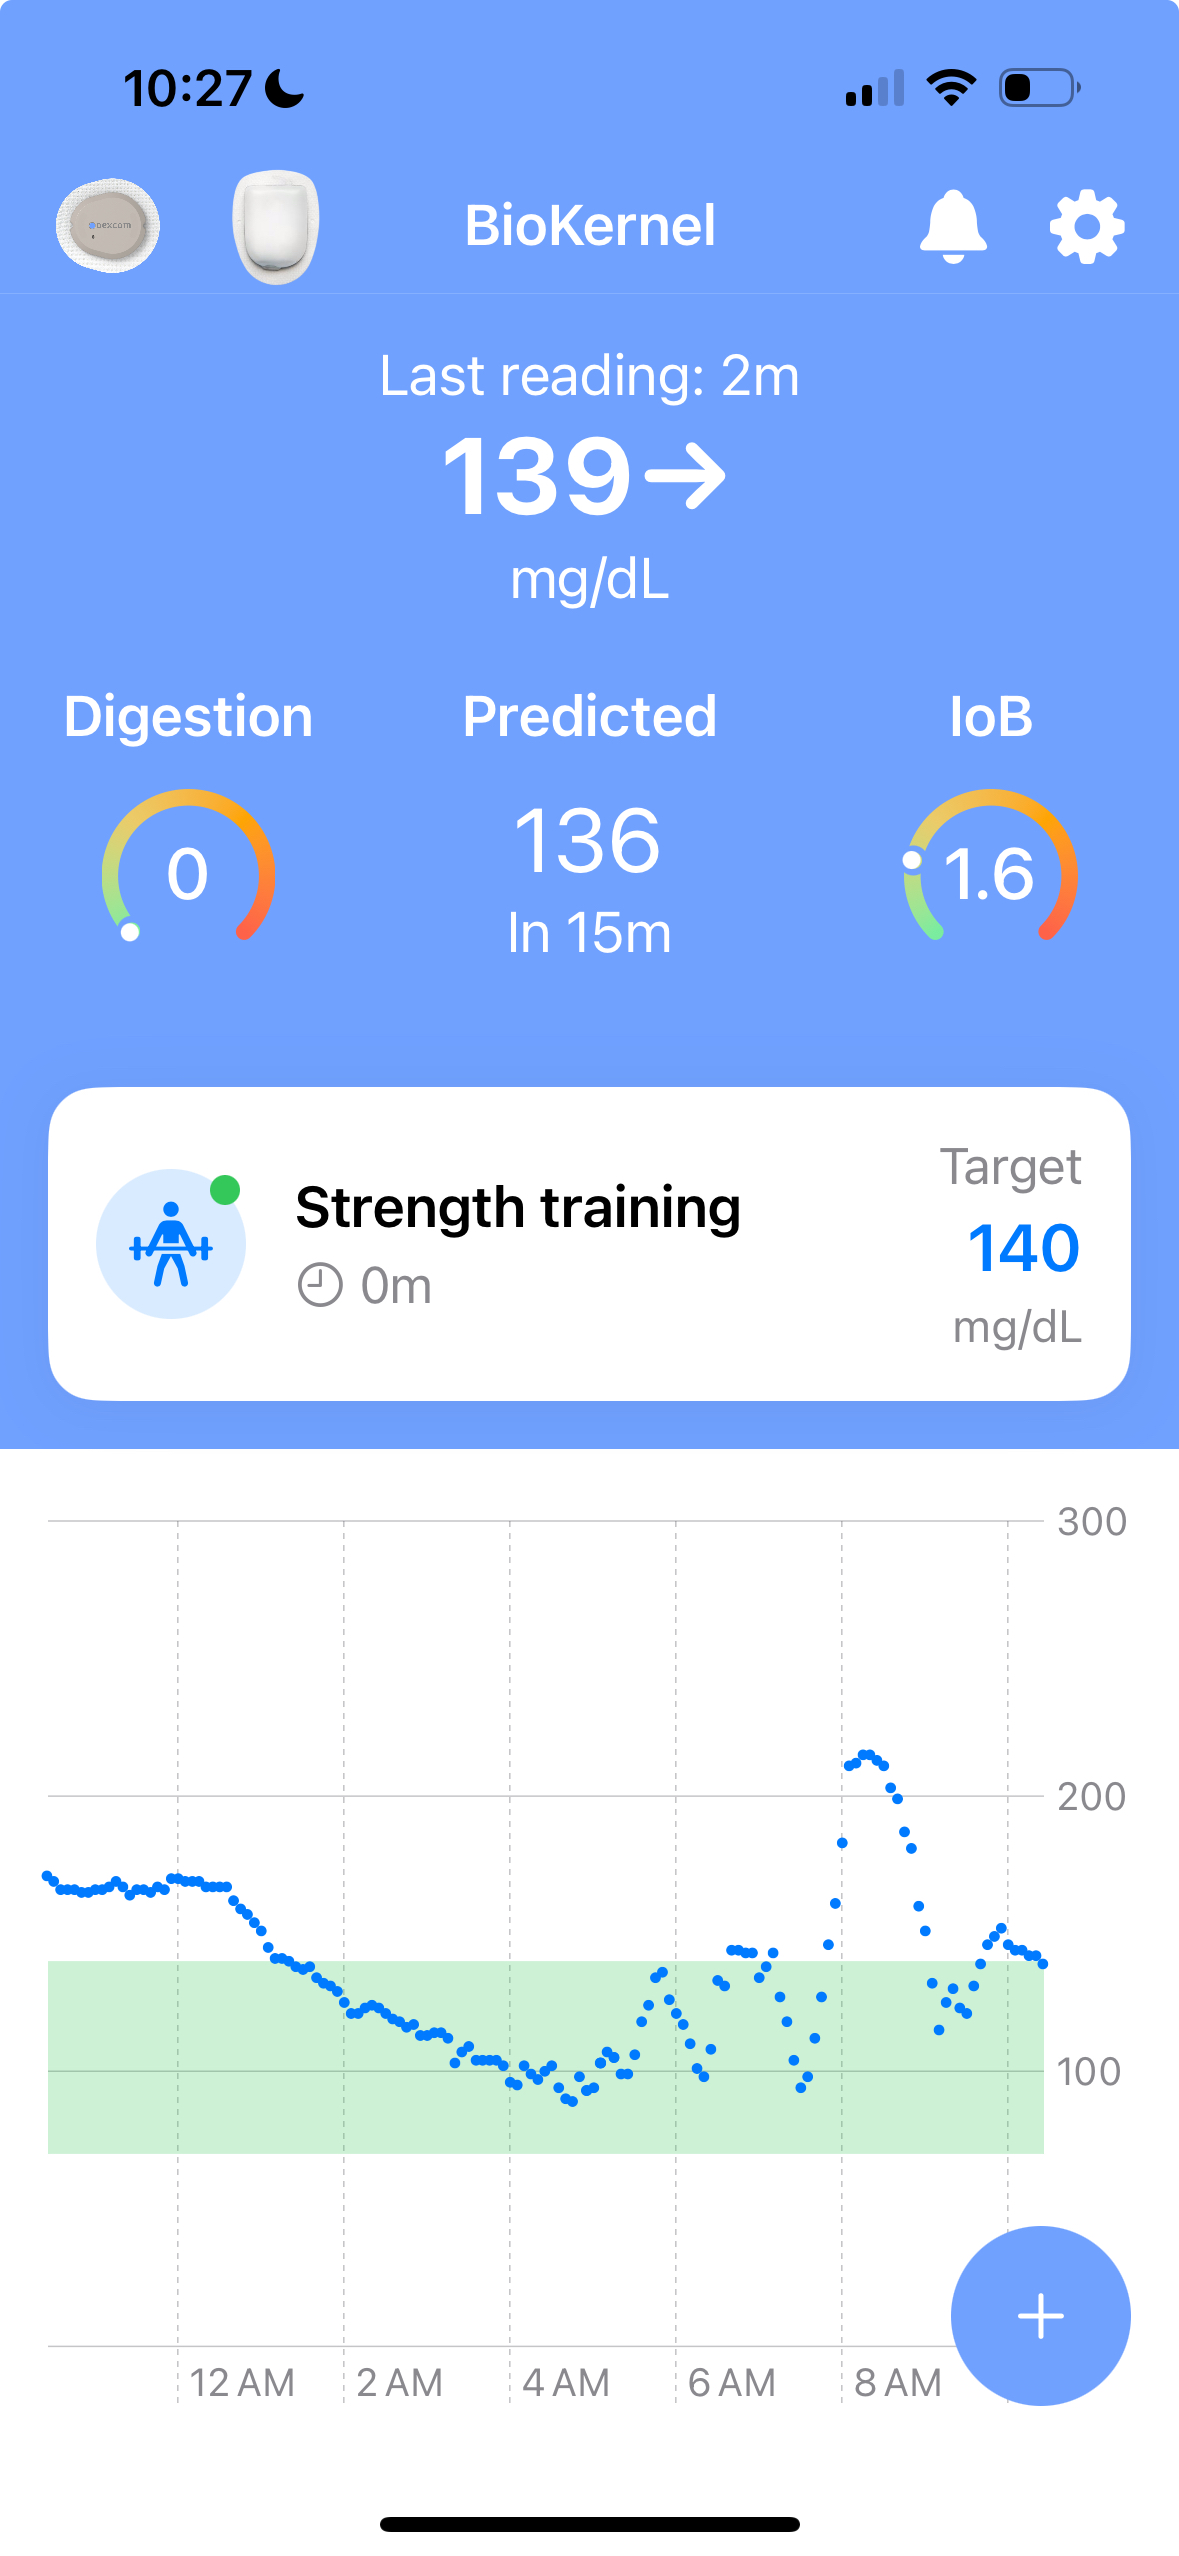 10:27
Dexcom
BioKernel
Last reading: 2m
139
mg/dL
Digestion
Predicted
IoB
0
136
1.6
In 15m
Strength training
0m
Target
140
mg/dL
300
200
100
12 AM
2 AM
4 AM
6 AM
8 AM